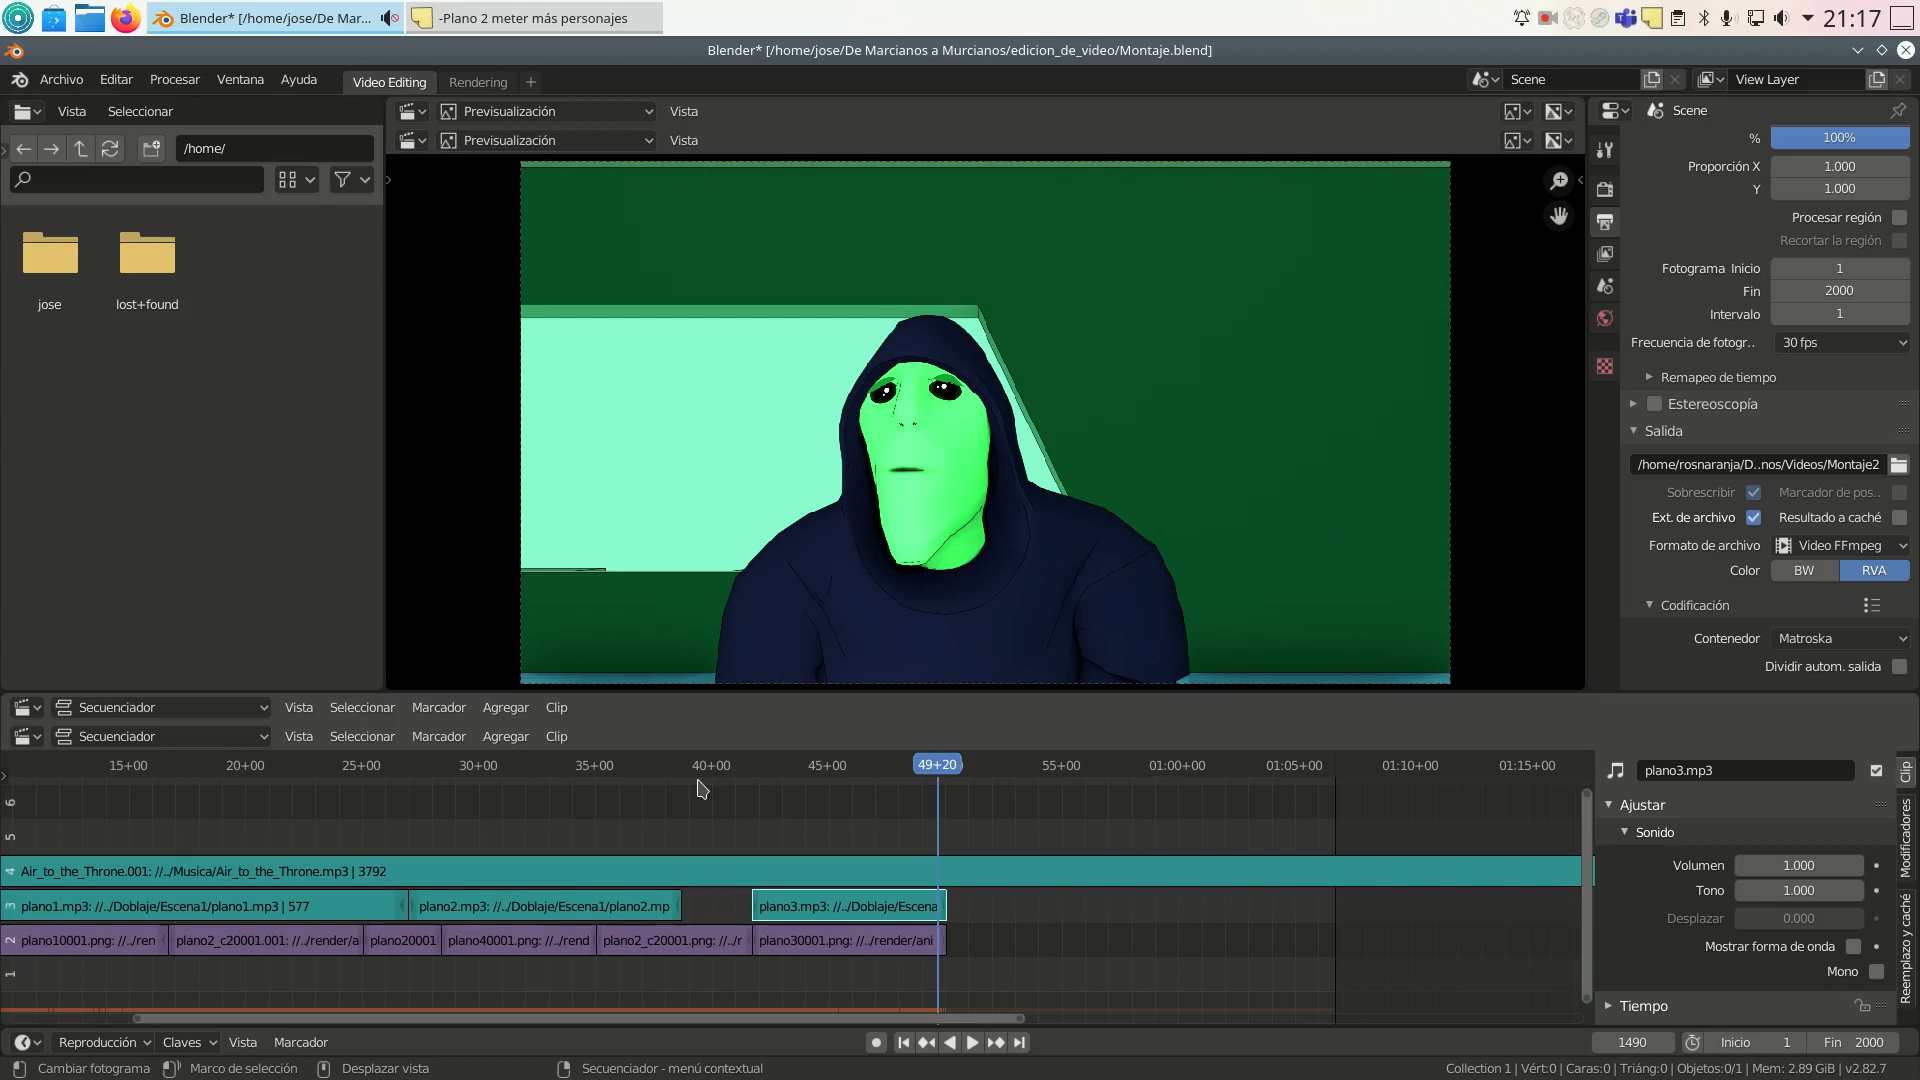 Blender* [/home/jose/De Mar...
-Plano 2 meter más personajes
21:17
Blender* [/home/jose/De Marcianos a Murcianos/edicion_de_video/Montaje.blend]
Archivo Editar Procesar Ventana Ayuda
Video Editing Rendering +
Scene
View Layer
Vista Seleccionar
Previsualización Vista
Scene
/home/
Previsualización Vista
% 100%
Proporción X 1.000
Y 1.000
Procesar región
Recortar la región
jose lost+found
Fotograma Inicio 1
Fin 2000
Intervalo 1
Frecuencia de fotogr.. 30 fps
Remapeo de tiempo
Estereoscopía
Salida
/home/rosnaranja/D..nos/Videos/Montaje2
Sobrescribir Marcador de pos..
Ext. de archivo Resultado a caché
Formato de archivo Video FFmpeg
Color BW RVA
Codificación
Contenedor Matroska
Dividir autom. salida
Secuenciador Vista Seleccionar Marcador Agregar Clip
Secuenciador Vista Seleccionar Marcador Agregar Clip
15+00 20+00 25+00 30+00 35+00 40+00 45+00 49+20 55+00 01:00+00 01:05+00 01:10+00 01:15+00
plano3.mp3
Clip
Modificadores
Reemplazo y caché
6
Ajustar
5
Sonido
4 Air_to_the_Throne.001: //../Musica/Air_to_the_Throne.mp3 | 3792
Volumen 1.000
Tono 1.000
3 plano1.mp3: //../Doblaje/Escena1/plano1.mp3 | 577 plano2.mp3: //../Doblaje/Escena1/plano2.mp plano3.mp3: //../Doblaje/Escena
Desplazar 0.000
2 plano10001.png: //../ren plano2_c20001.001: //../render/a plano20001 plano40001.png: //../rend plano2_c20001.png: //../r plano30001.png: //../render/ani
Mostrar forma de onda
1
Mono
Tiempo
Reproducción Claves Vista Marcador
1490 Inicio 1 Fin 2000
Cambiar fotograma Marco de selección Desplazar vista Secuenciador - menú contextual
Collection 1 | Vért:0 | Caras:0 | Triáng:0 | Objetos:0/1 | Mem: 2.89 GiB | v2.82.7